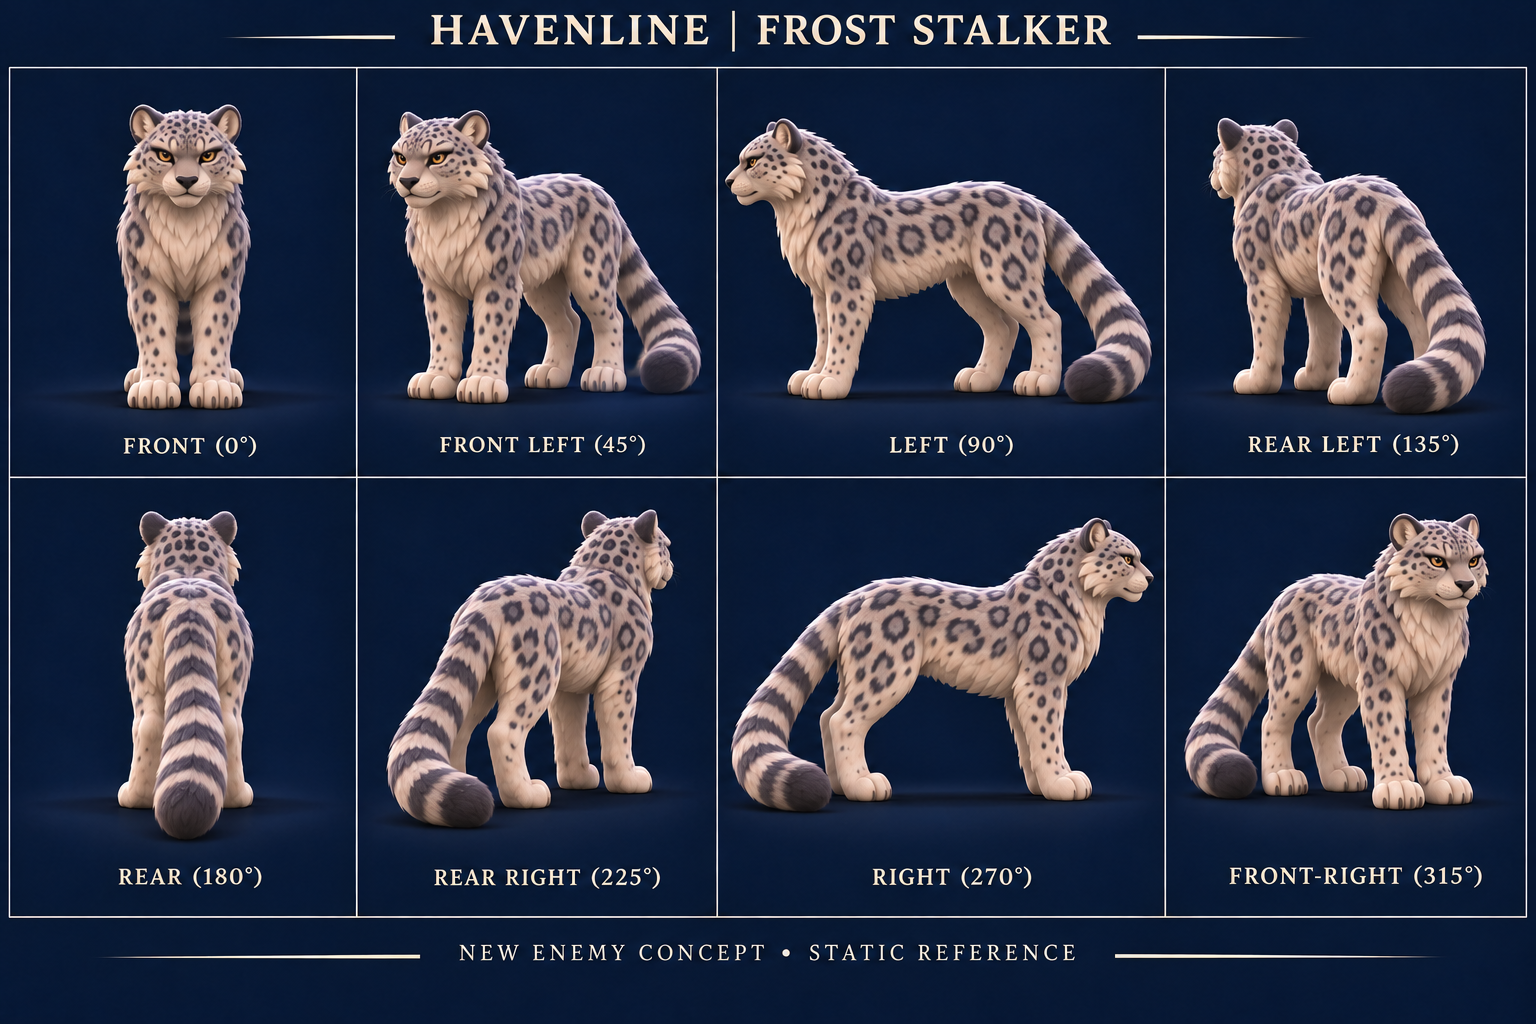 HAVENLINE | FROST STALKER
FRONT (0°)
FRONT LEFT (45°)
LEFT (90°)
REAR LEFT (135°)
REAR (180°)
REAR RIGHT (225°)
RIGHT (270°)
FRONT-RIGHT (315°)
NEW ENEMY CONCEPT • STATIC REFERENCE